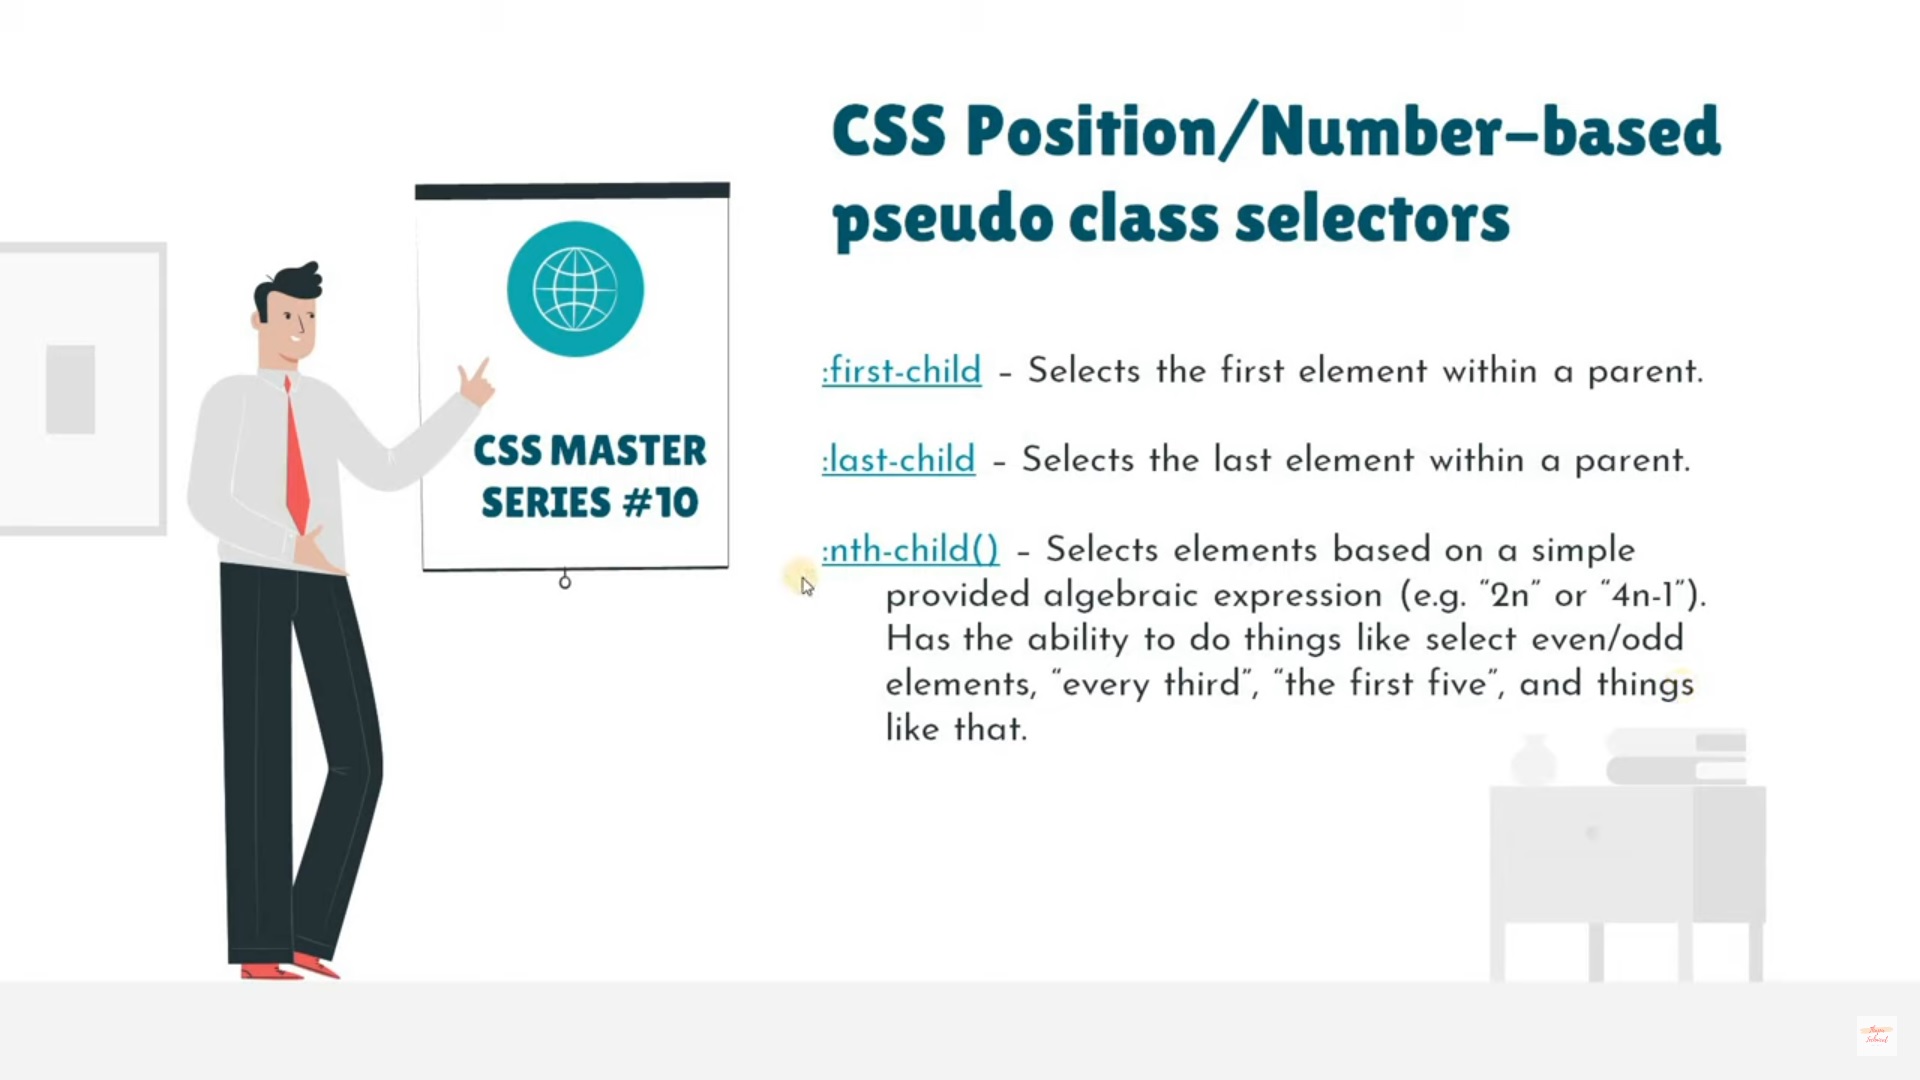 CSS Position/Number-based
pseudo class selectors
CSS MASTER
SERIES #10
:first-child – Selects the first element within a parent.
:last-child – Selects the last element within a parent.
:nth-child() – Selects elements based on a simple
provided algebraic expression (e.g. “2n” or “4n-1”).
Has the ability to do things like select even/odd
elements, “every third”, “the first five”, and things
like that.